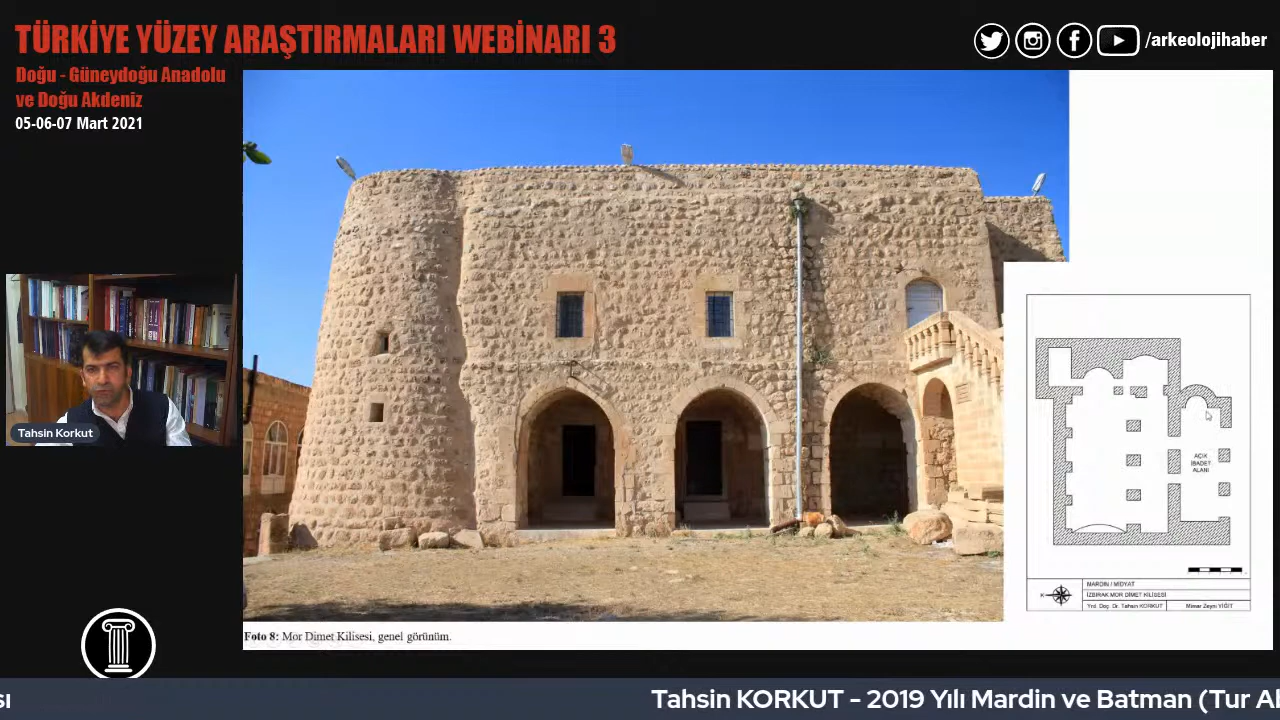 TÜRKİYE YÜZEY ARAŞTIRMALARI WEBİNARI 3
/arkeolojihaber
Doğu - Güneydoğu Anadolu
ve Doğu Akdeniz
05-06-07 Mart 2021
Tahsin Korkut
AÇIK
İBADET
ALANI
K
MARDİN / MİDYAT
İZBIRAK MOR DİMET KİLİSESİ
Yrd. Doç. Dr. Tahsin KORKUT
Mimar Zeyni YİĞİT
Foto 8: Mor Dimet Kilisesi, genel görünüm.
SI
Tahsin KORKUT - 2019 Yılı Mardin ve Batman (Tur Al